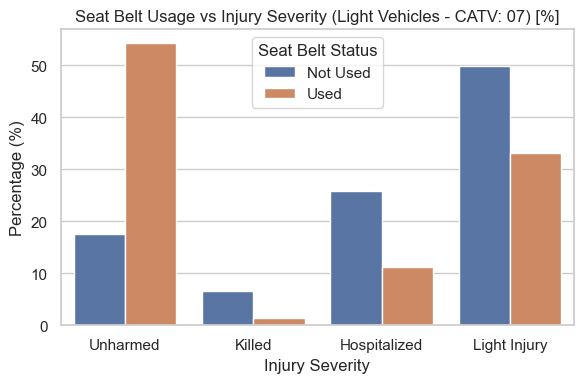 Seat Belt Usage vs Injury Severity (Light Vehicles - CATV: 07) [%]
Seat Belt Status
Not Used
Used
Percentage (%)
50
40
30
20
10
0
Unharmed Killed Hospitalized Light Injury
Injury Severity